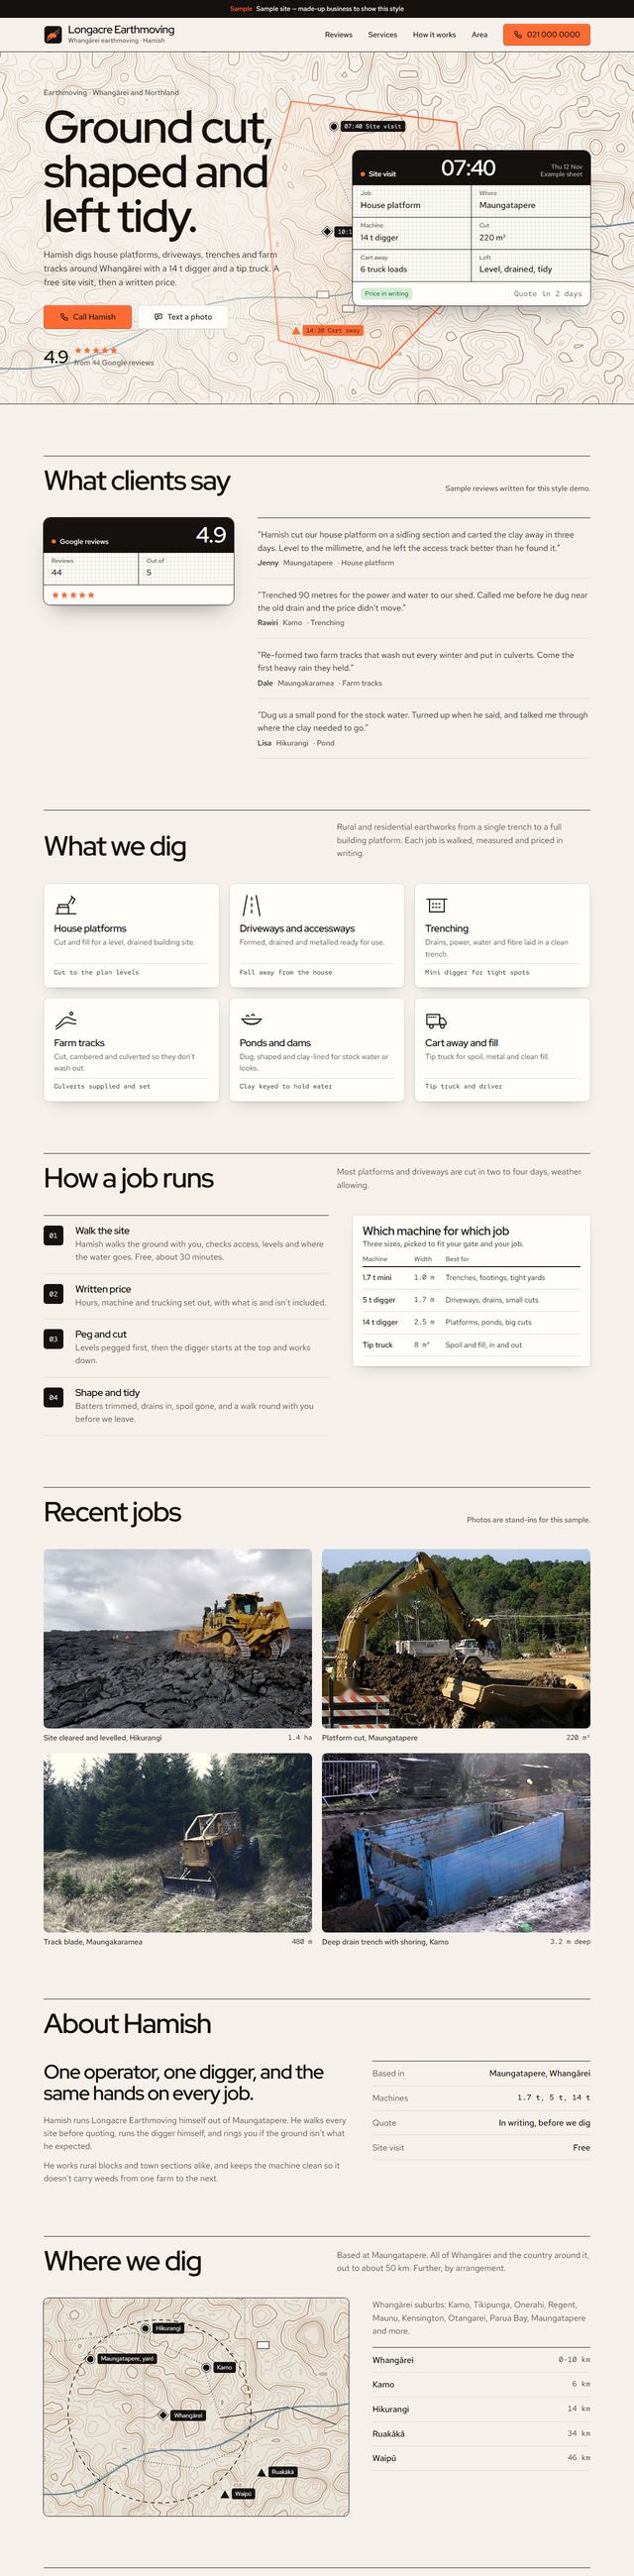 Sample Sample site — made-up business to show this style
Longacre Earthmoving
Whangārei earthmoving · Hamish
Reviews Services How it works Area 021 000 0000
Earthmoving · Whangārei and Northland
Ground cut,
shaped and
left tidy.
Hamish digs house platforms, driveways, trenches and farm
tracks around Whangārei with a 14 t digger and a tip truck. A
free site visit, then a written price.
Call Hamish Text a photo
4.9
from 44 Google reviews
07:40 Site visit
14:30 Cart away
Site visit 07:40 Thu 12 Nov
Example sheet
Job Where
House platform Maungatapere
Machine Cut
14 t digger 220 m³
Cart away Left
6 truck loads Level, drained, tidy
Price in writing Quote in 2 days
What clients say
Sample reviews written for this style demo.
Google reviews 4.9
Reviews Out of
44 5
“Hamish cut our house platform on a sidling section and carted the clay away in three
days. Level to the millimetre, and he left the access track better than he found it.”
Jenny Maungatapere · House platform
“Trenched 90 metres for the power and water to our shed. Called me before he dug near
the old drain and the price didn’t move.”
Rawiri Kamo · Trenching
“Re-formed two farm tracks that wash out every winter and put in culverts. Come the
first heavy rain they held.”
Dale Maungakaramea · Farm tracks
“Dug us a small pond for the stock water. Turned up when he said, and talked me through
where the clay needed to go.”
Lisa Hikurangi · Pond
What we dig
Rural and residential earthworks from a single trench to a full
building platform. Each job is walked, measured and priced in
writing.
House platforms
Cut and fill for a level, drained building site.
Cut to the plan levels
Driveways and accessways
Formed, drained and metalled ready for use.
Fall away from the house
Trenching
Drains, power, water and fibre laid in a clean
trench.
Mini digger for tight spots
Farm tracks
Cut, cambered and culverted so they don’t
wash out.
Culverts supplied and set
Ponds and dams
Dug, shaped and clay-lined for stock water or
looks.
Clay keyed to hold water
Cart away and fill
Tip truck for spoil, metal and clean fill.
Tip truck and driver
How a job runs
Most platforms and driveways are cut in two to four days, weather
allowing.
01 Walk the site
Hamish walks the ground with you, checks access, levels and where
the water goes. Free, about 30 minutes.
02 Written price
Hours, machine and trucking set out, with what is and isn’t included.
03 Peg and cut
Levels pegged first, then the digger starts at the top and works
down.
04 Shape and tidy
Batters trimmed, drains in, spoil gone, and a walk round with you
before we leave.
Which machine for which job
Three sizes, picked to fit your gate and your job.
Machine Width Best for
1.7 t mini 1.0 m Trenches, footings, tight yards
5 t digger 1.7 m Driveways, drains, small cuts
14 t digger 2.5 m Platforms, ponds, big cuts
Tip truck 8 m³ Spoil and fill, in and out
Recent jobs
Photos are stand-ins for this sample.
Site cleared and levelled, Hikurangi 1.4 ha
Platform cut, Maungatapere 220 m³
Track blade, Maungakaramea 480 m
Deep drain trench with shoring, Kamo 3.2 m deep
About Hamish
One operator, one digger, and the
same hands on every job.
Hamish runs Longacre Earthmoving himself out of Maungatapere. He walks every
site before quoting, runs the digger himself, and rings you if the ground isn’t what
he expected.
He works rural blocks and town sections alike, and keeps the machine clean so it
doesn’t carry weeds from one farm to the next.
Based in Maungatapere, Whangārei
Machines 1.7 t, 5 t, 14 t
Quote In writing, before we dig
Site visit Free
Where we dig
Based at Maungatapere. All of Whangārei and the country around it,
out to about 50 km. Further, by arrangement.
Hikurangi
Maungatapere, yard
Kamo
Whangārei
Ruakākā
Waipū
Whangārei suburbs: Kamo, Tikipunga, Onerahi, Regent,
Maunu, Kensington, Otangarei, Parua Bay, Maungatapere
and more.
Whangārei 0–10 km
Kamo 6 km
Hikurangi 14 km
Ruakākā 34 km
Waipū 46 km